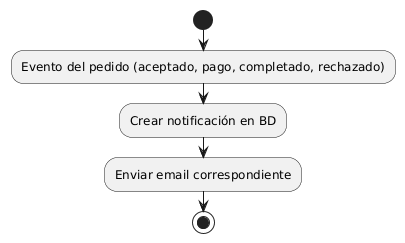 Evento del pedido (aceptado, pago, completado, rechazado)
Crear notificación en BD
Enviar email correspondiente